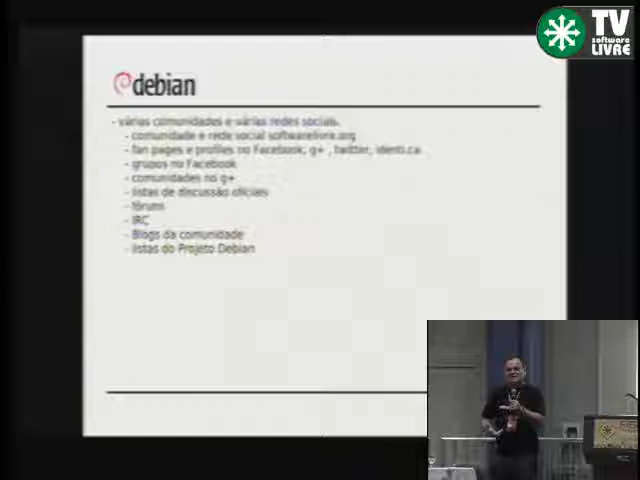 TV
software
LIVRE
debian
- várias comunidades e várias redes sociais.
- comunidade e rede social softwarelivre.org
- fan pages e profiles no Facebook, g+ , twitter, identi.ca
- grupos no Facebook
- comunidades no g+
- listas de discussão oficiais
- fóruns
- IRC
- Blogs da comunidade
- listas do Projeto Debian